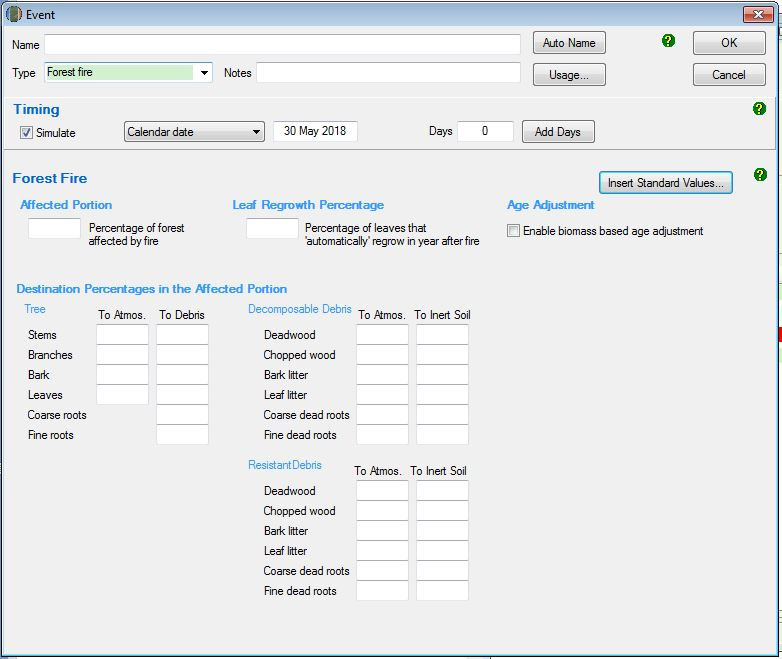 Event
Name Auto Name OK
Type Forest fire Notes Usage... Cancel
Timing
Simulate Calendar date 30 May 2018 Days 0 Add Days
Forest Fire Insert Standard Values...
Affected Portion Leaf Regrowth Percentage Age Adjustment
Percentage of forest Percentage of leaves that Enable biomass based age adjustment
affected by fire 'automatically' regrow in year after fire
Destination Percentages in the Affected Portion
Tree To Atmos. To Debris Decomposable Debris To Atmos. To Inert Soil
Stems Deadwood
Branches Chopped wood
Bark Bark litter
Leaves Leaf litter
Coarse roots Coarse dead roots
Fine roots Fine dead roots
ResistantDebris To Atmos. To Inert Soil
Deadwood
Chopped wood
Bark litter
Leaf litter
Coarse dead roots
Fine dead roots